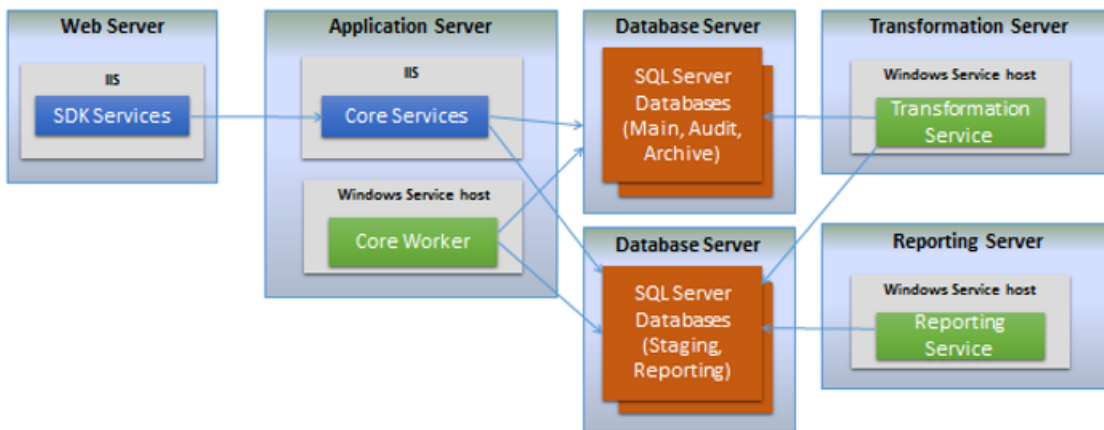 Web Server
IIS
SDK Services
Application Server
IIS
Core Services
Windows Service host
Core Worker
Database Server
SQL Server
Databases
(Main, Audit,
Archive)
Database Server
SQL Server
Databases
(Staging,
Reporting)
Transformation Server
Windows Service host
Transformation
Service
Reporting Server
Windows Service host
Reporting
Service